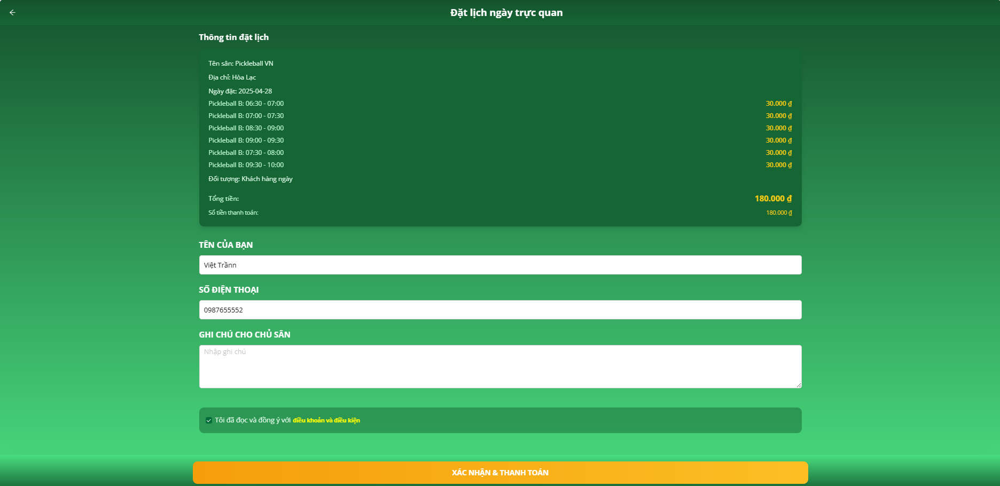 Đặt lịch ngày trực quan
Thông tin đặt lịch
Tên sân: Pickleball VN
Địa chỉ: Hòa Lạc
Ngày đặt: 2025-04-28
Pickleball B: 06:30 - 07:00 30.000 ₫
Pickleball B: 07:00 - 07:30 30.000 ₫
Pickleball B: 08:30 - 09:00 30.000 ₫
Pickleball B: 09:00 - 09:30 30.000 ₫
Pickleball B: 07:30 - 08:00 30.000 ₫
Pickleball B: 09:30 - 10:00 30.000 ₫
Đối tượng: Khách hàng ngày
Tổng tiền: 180.000 ₫
Số tiền thanh toán: 180.000 ₫
TÊN CỦA BẠN
Việt Trầnn
SỐ ĐIỆN THOẠI
0987655552
GHI CHÚ CHO CHỦ SÂN
Nhập ghi chú
Tôi đã đọc và đồng ý với điều khoản và điều kiện
XÁC NHẬN & THANH TOÁN